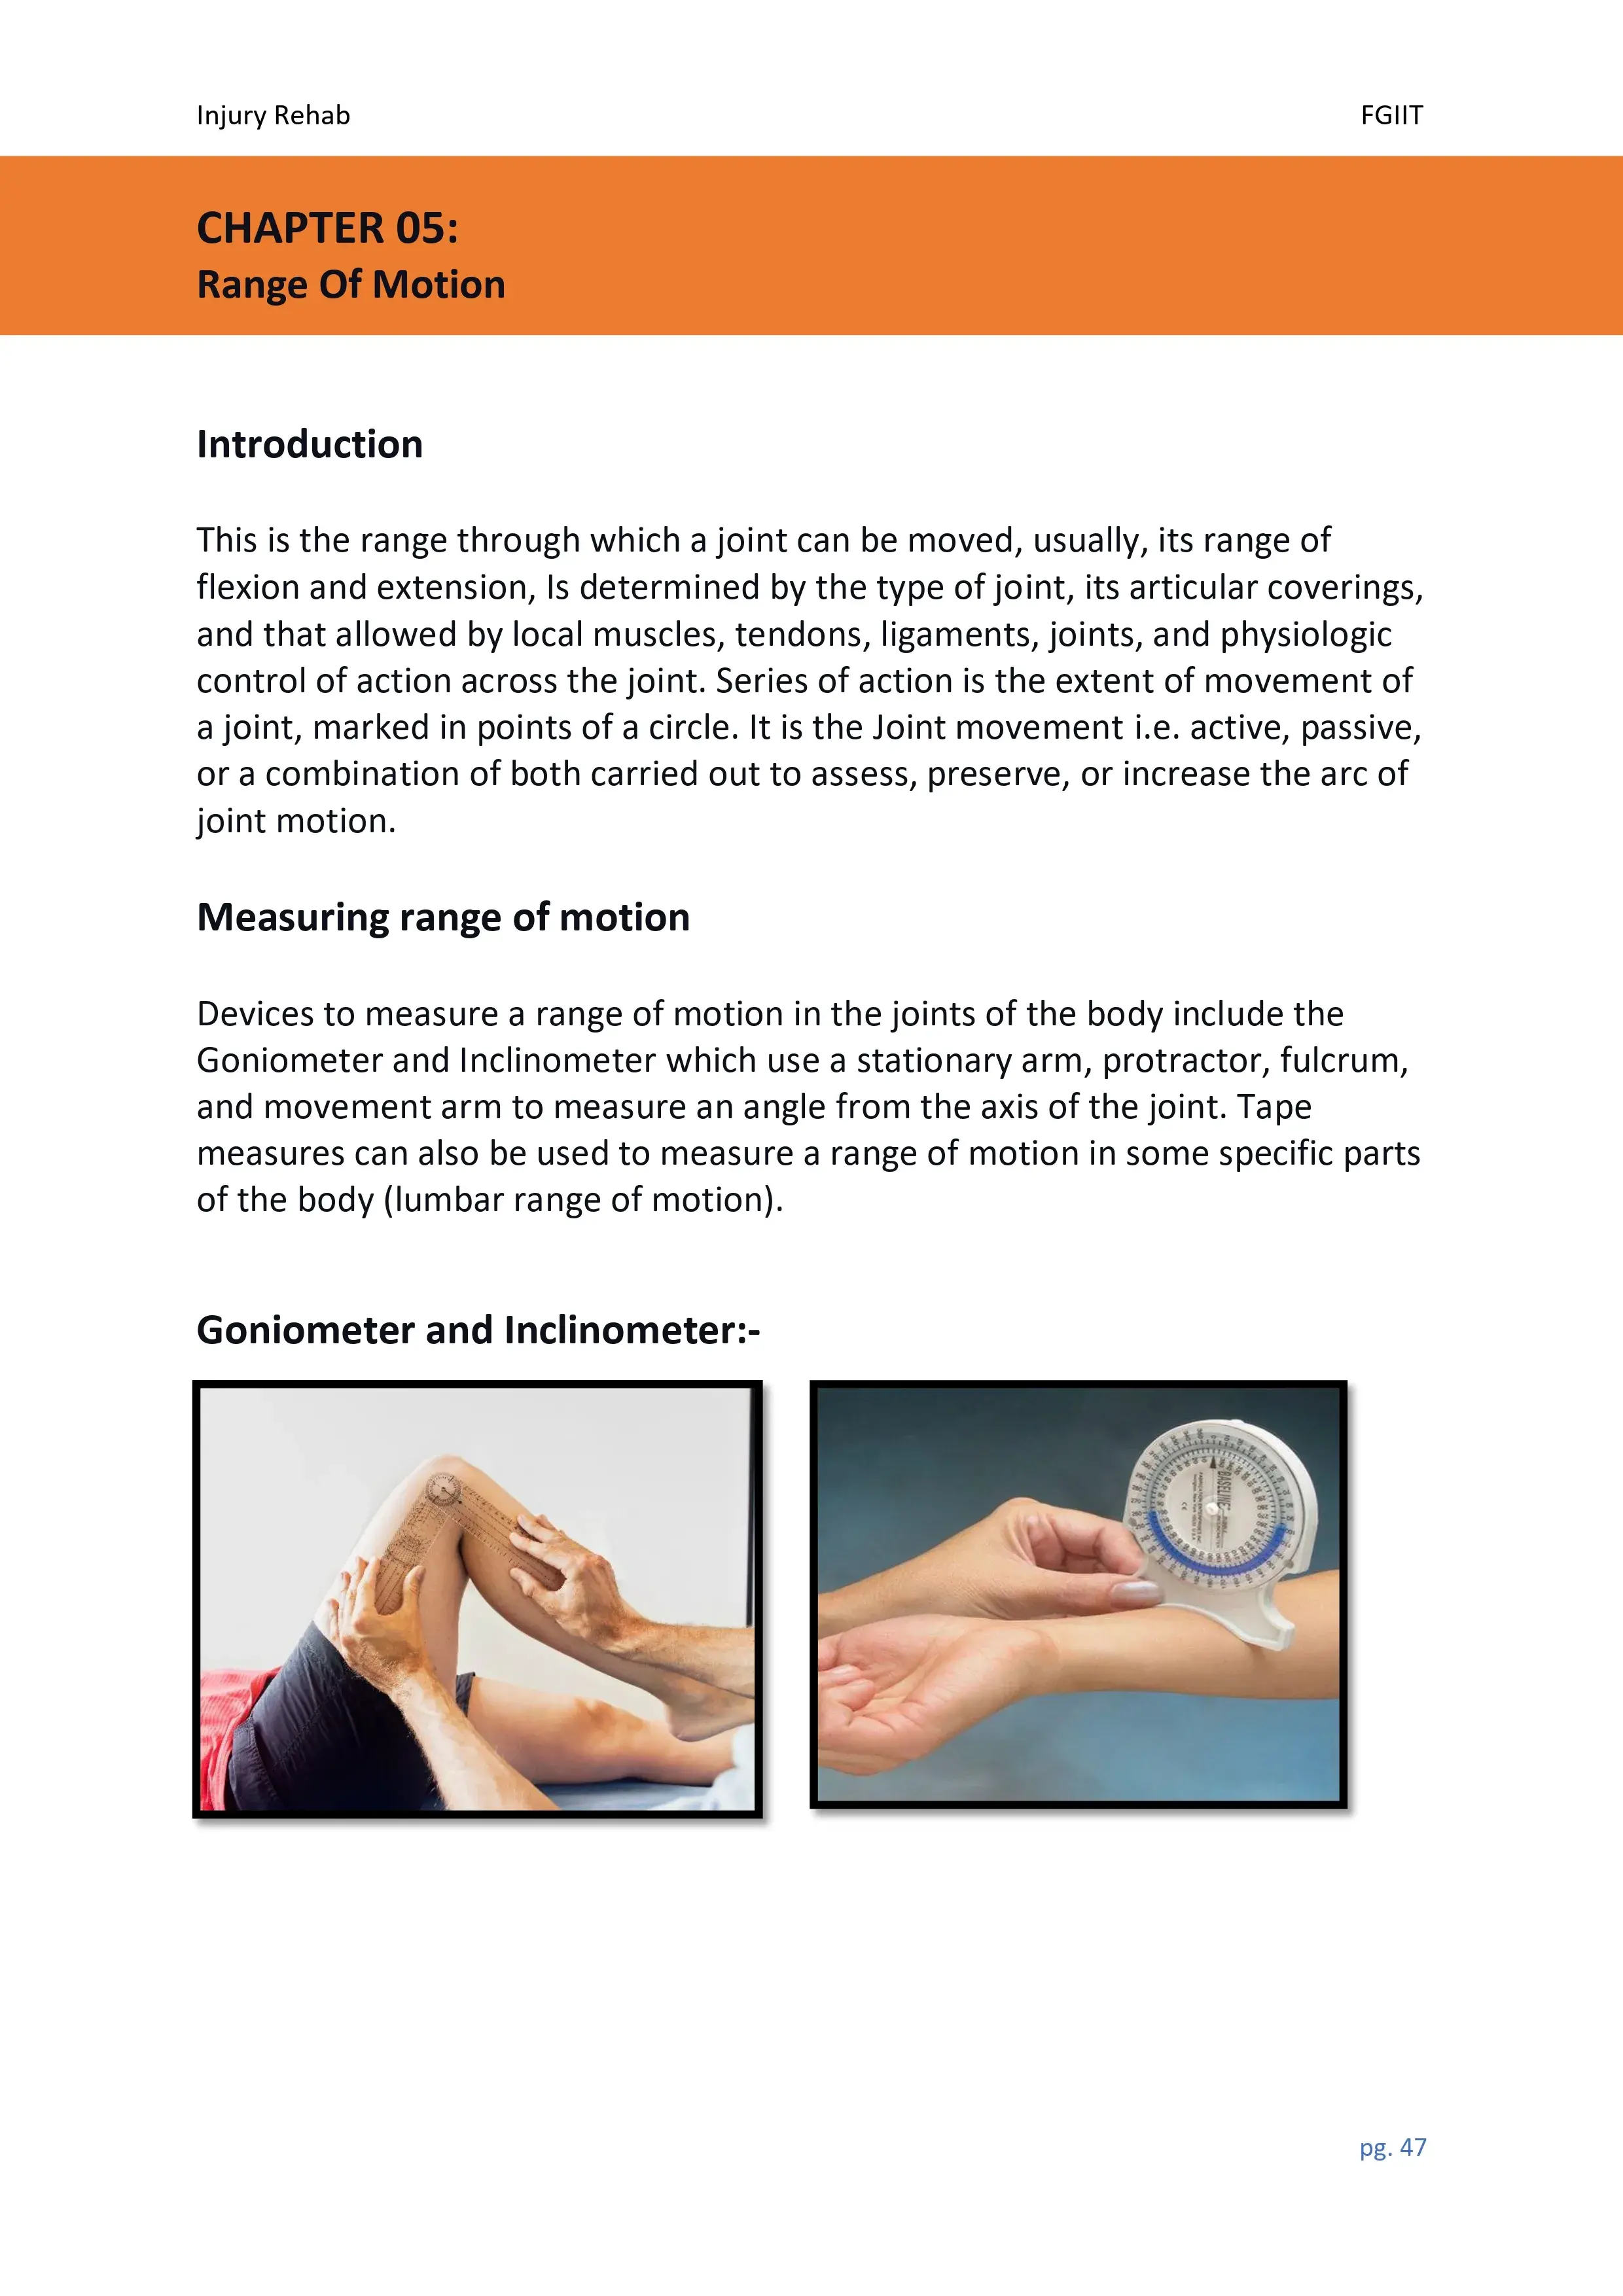 Injury Rehab FGIIT
CHAPTER 05:
Range Of Motion
Introduction
This is the range through which a joint can be moved, usually, its range of
flexion and extension, Is determined by the type of joint, its articular coverings,
and that allowed by local muscles, tendons, ligaments, joints, and physiologic
control of action across the joint. Series of action is the extent of movement of
a joint, marked in points of a circle. It is the Joint movement i.e. active, passive,
or a combination of both carried out to assess, preserve, or increase the arc of
joint motion.
Measuring range of motion
Devices to measure a range of motion in the joints of the body include the
Goniometer and Inclinometer which use a stationary arm, protractor, fulcrum,
and movement arm to measure an angle from the axis of the joint. Tape
measures can also be used to measure a range of motion in some specific parts
of the body (lumbar range of motion).
Goniometer and Inclinometer:-
BASELINE
pg. 47